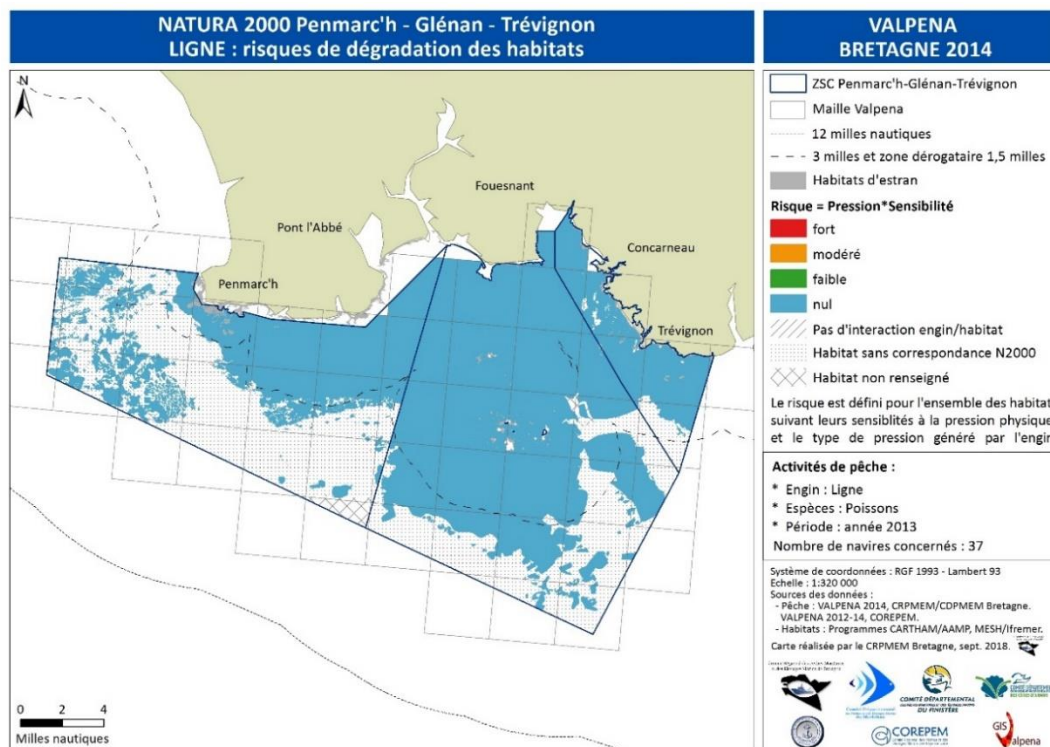 NATURA 2000 Penmarc'h - Glénan - Trévignon
LIGNE : risques de dégradation des habitats
VALPENA
BRETAGNE 2014
N
Fouesnant
Pont l'Abbé
Concarneau
Penmarc'h
Trévignon
0 2 4
Milles nautiques
ZSC Penmarc'h-Glénan-Trévignon
Maille Valpena
12 milles nautiques
3 milles et zone dérogataire 1,5 milles
Habitats d'estran
Risque = Pression*Sensibilité
fort
modéré
faible
nul
Pas d'interaction engin/habitat
Habitat sans correspondance N2000
Habitat non renseigné
Le risque est défini pour l'ensemble des habitat
suivant leurs sensiblités à la pression physique
et le type de pression généré par l'engin
Activités de pêche :
* Engin : Ligne
* Espèces : Poissons
* Période : année 2013
Nombre de navires concernés : 37
Système de coordonnées : RGF 1993 - Lambert 93
Echelle : 1:320 000
Sources des données :
- Pêche : VALPENA 2014, CRPMEM/CDPMEM Bretagne.
VALPENA 2012-14, COREPEM.
- Habitats : Programmes CARTHAM/AAMP, MESH/Ifremer.
Carte réalisée par le CRPMEM Bretagne, sept. 2018.
COMITÉ DÉPARTEMENTAL
DU FINISTÈRE
COREPEM
GIS
Valpena